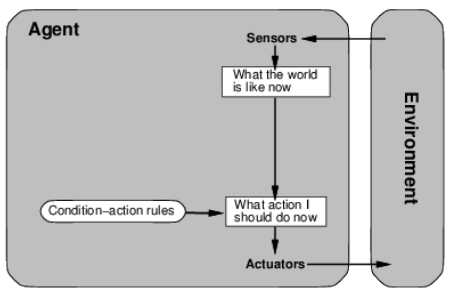 Agent
Sensors
What the world
is like now
Environment
Condition–action rules
What action I
should do now
Actuators